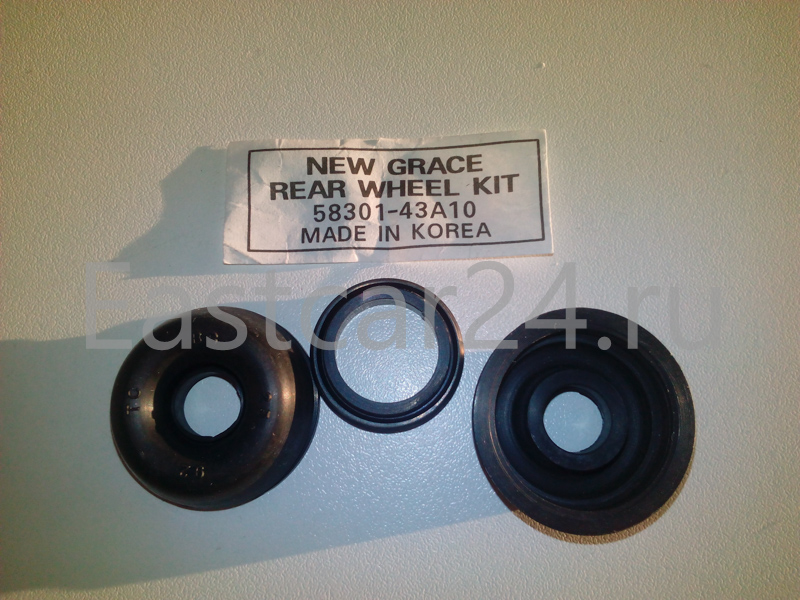 NEW GRACE
REAR WHEEL KIT
58301-43A10
MADE IN KOREA
Eastcar24.ru